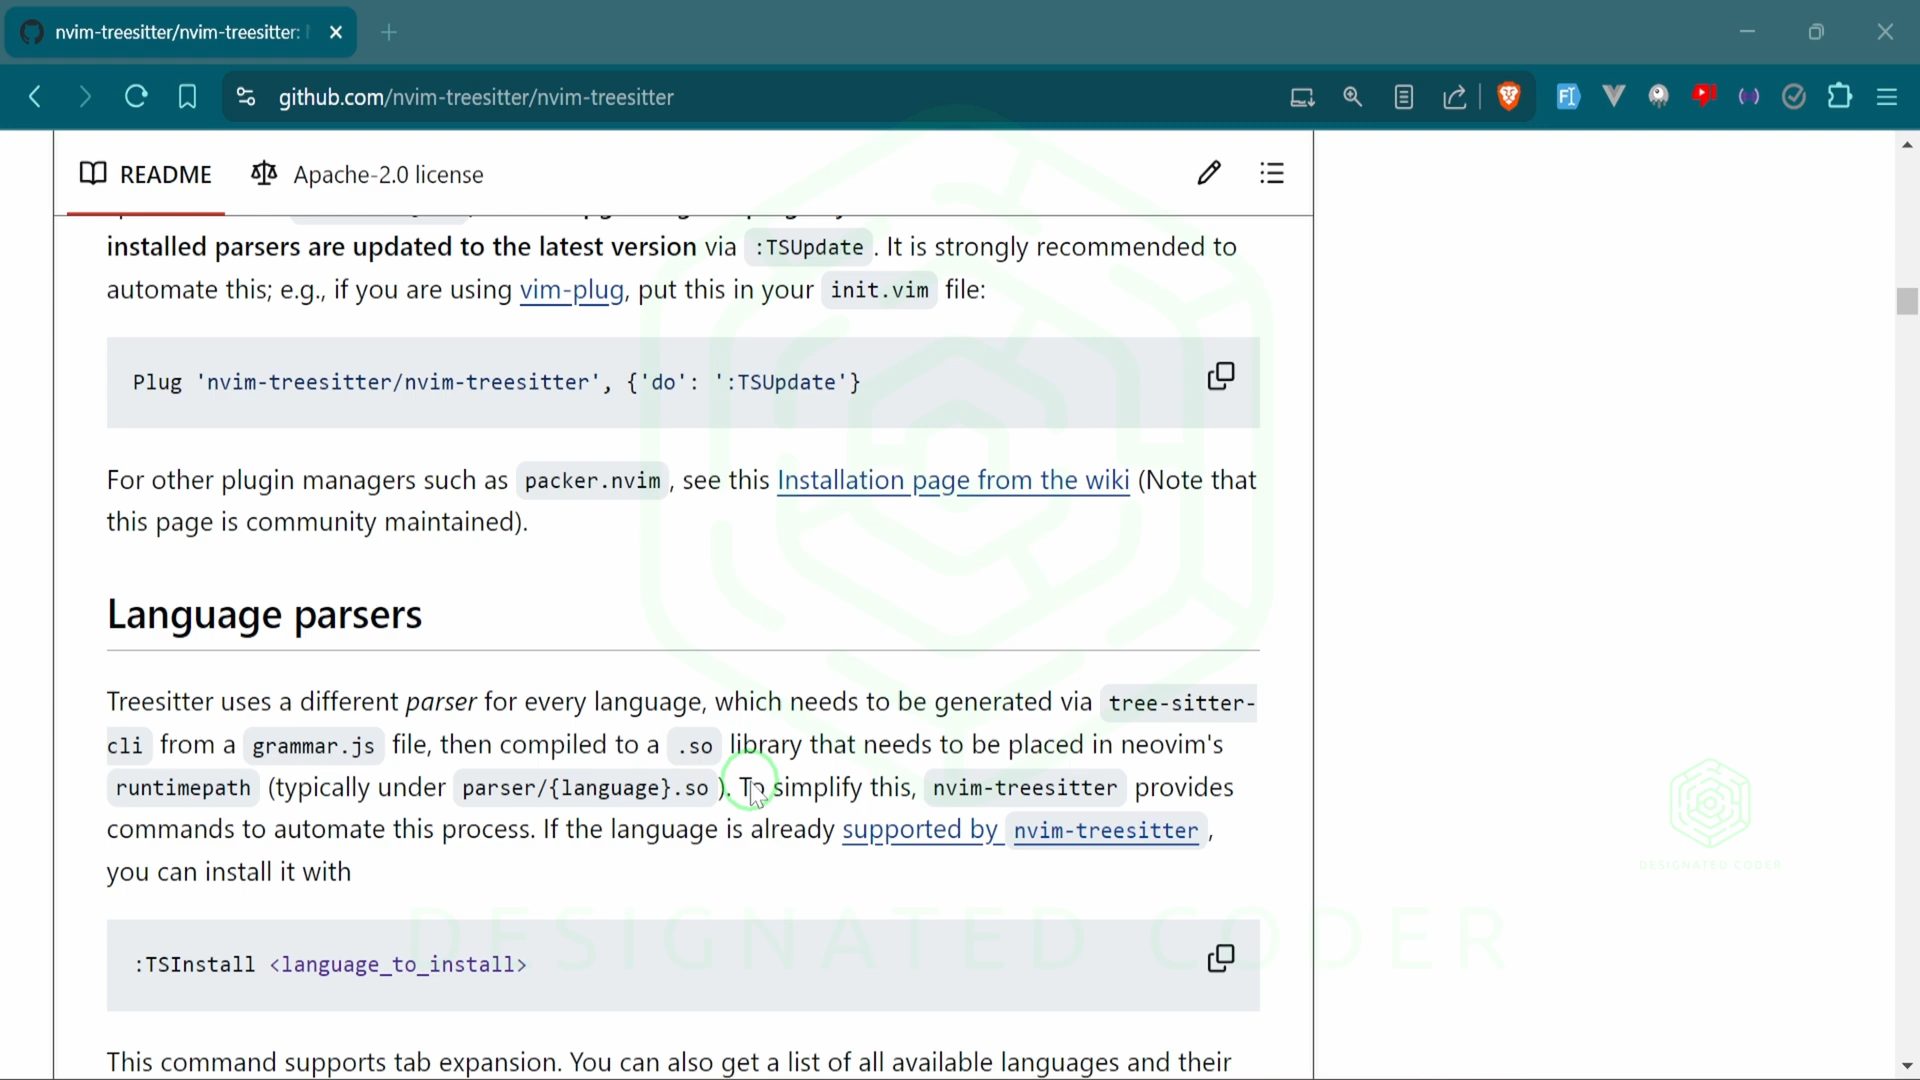 nvim-treesitter/nvim-treesitter:
github.com/nvim-treesitter/nvim-treesitter
README
Apache-2.0 license
installed parsers are updated to the latest version via :TSUpdate. It is strongly recommended to
automate this; e.g., if you are using vim-plug, put this in your init.vim file:
Plug 'nvim-treesitter/nvim-treesitter', {'do': ':TSUpdate'}
For other plugin managers such as packer.nvim, see this Installation page from the wiki (Note that
this page is community maintained).
Language parsers
Treesitter uses a different parser for every language, which needs to be generated via tree-sitter-
cli from a grammar.js file, then compiled to a .so library that needs to be placed in neovim's
runtimepath (typically under parser/{language}.so). To simplify this, nvim-treesitter provides
commands to automate this process. If the language is already supported by nvim-treesitter,
you can install it with
:TSInstall <language_to_install>
This command supports tab expansion. You can also get a list of all available languages and their
DESIGNATED CODER
DESIGNATED CODER